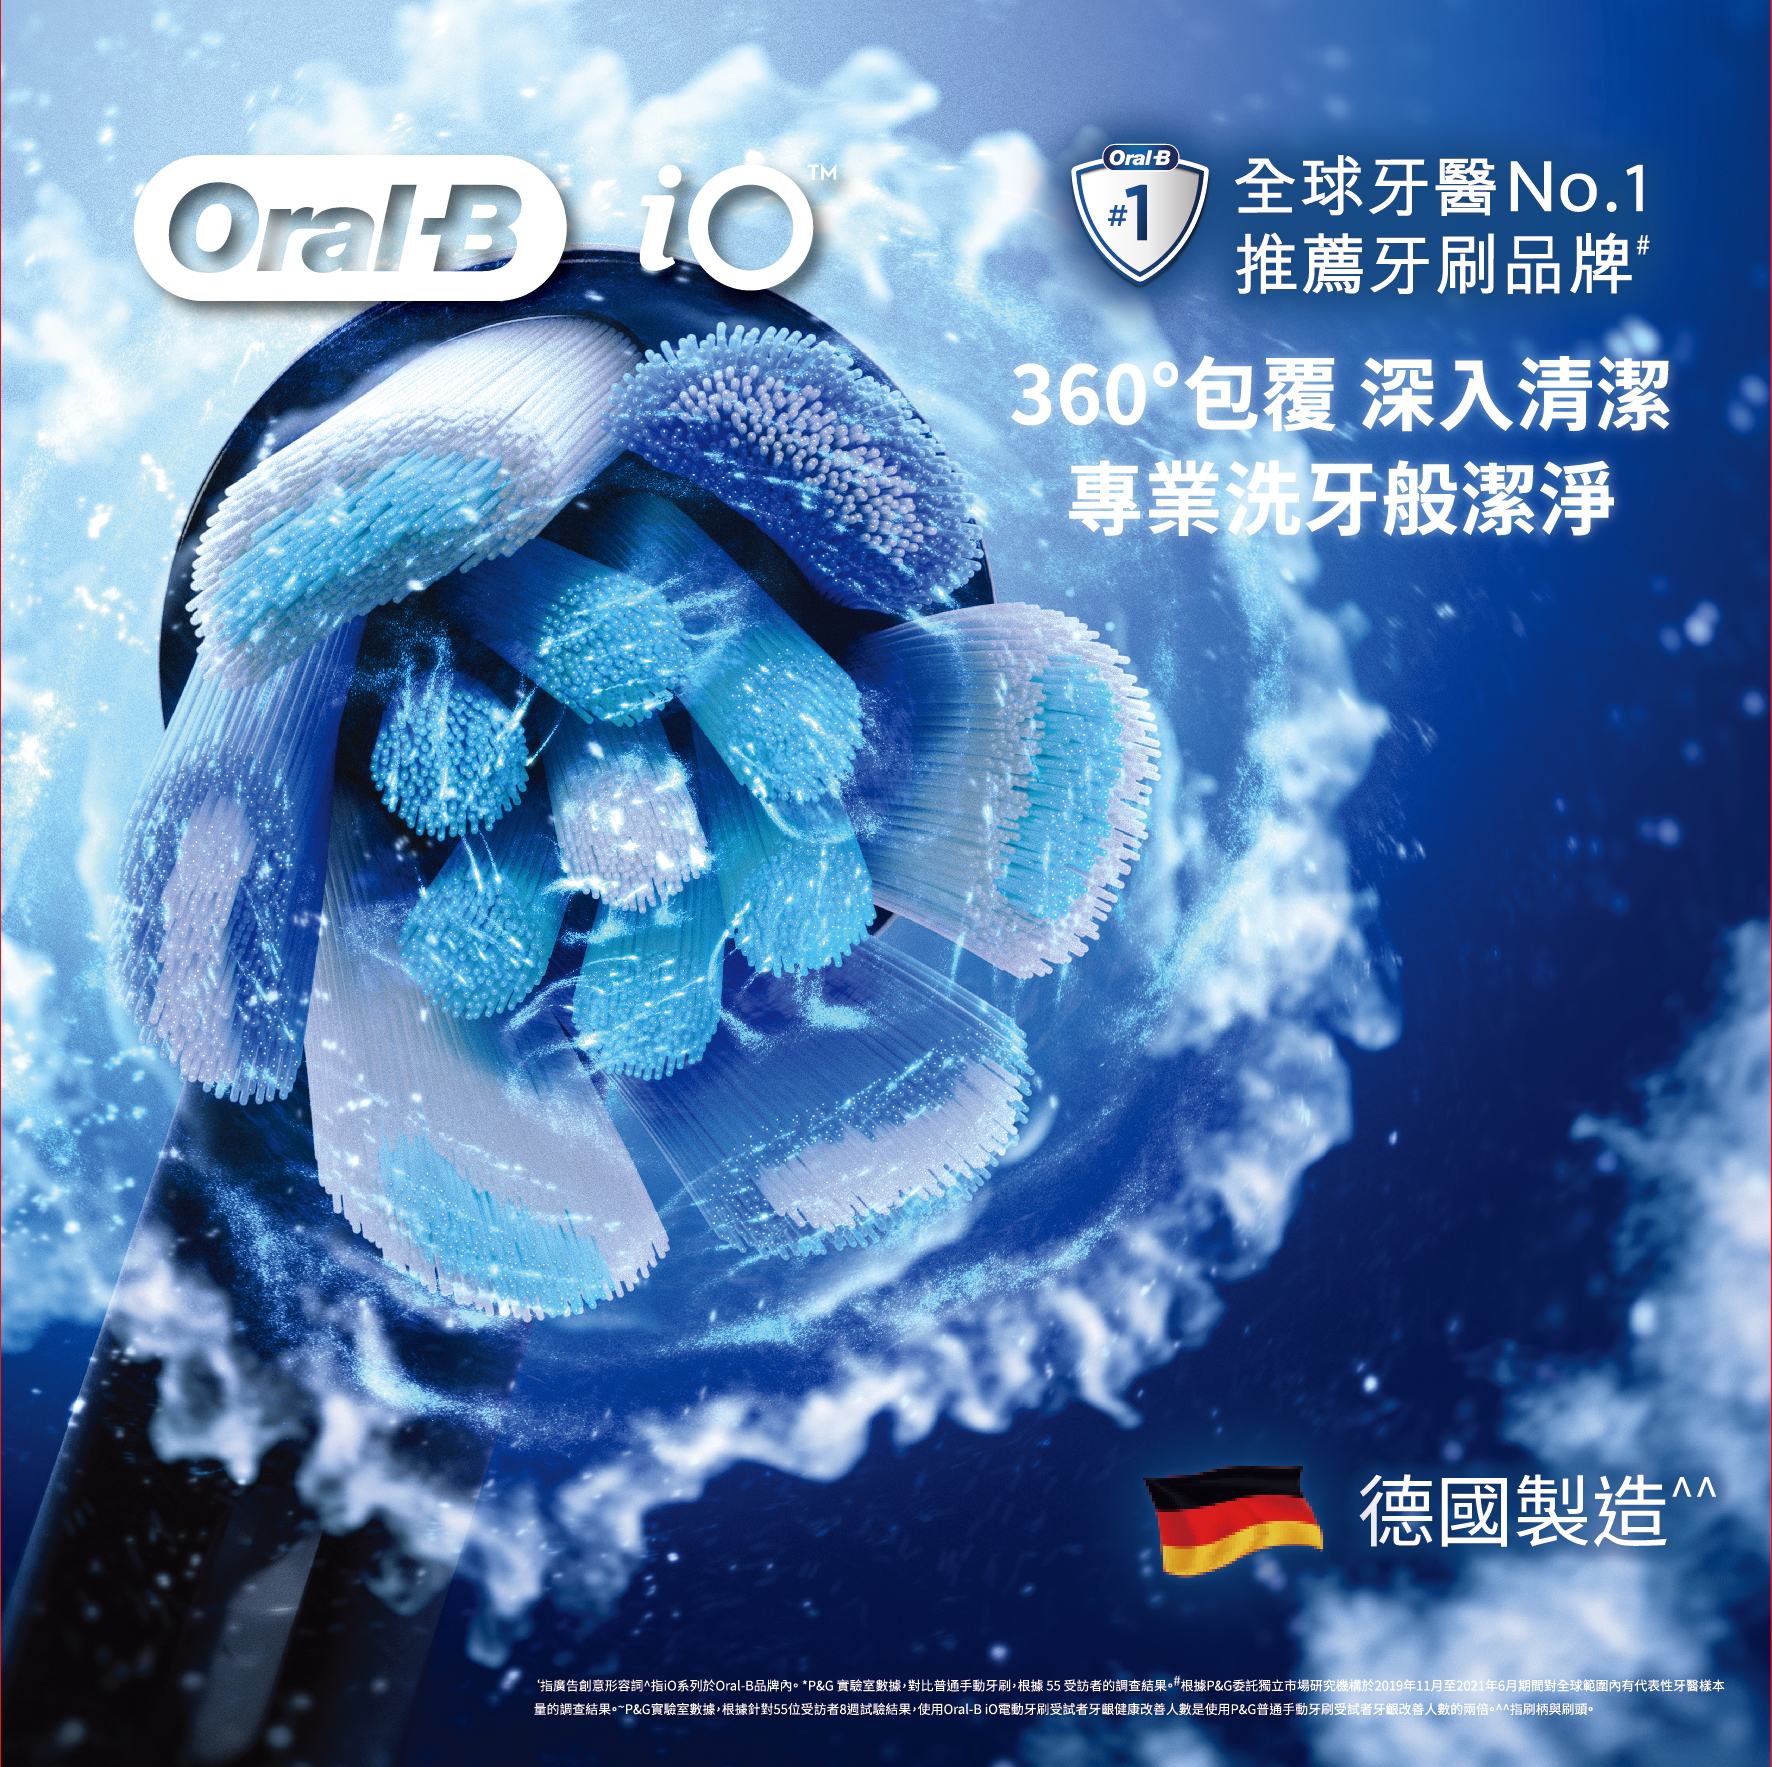 Oral-B iO™
Oral-B
#1
全球牙醫No.1
推薦牙刷品牌#
360°包覆 深入清潔
專業洗牙般潔淨
德國製造^^
'指廣告創意形容詞^指iO系列於Oral-B品牌內。*P&G 實驗室數據,對比普通手動牙刷,根據 55 受訪者的調查結果。#根據P&G委託獨立市場研究機構於2019年11月至2021年6月期間對全球範圍內有代表性牙醫樣本
量的調查結果。~P&G實驗室數據,根據針對55位受訪者8週試驗結果,使用Oral-B iO電動牙刷受試者牙齦健康改善人數是使用P&G普通手動牙刷受試者牙齦改善人數的兩倍。^^指刷柄與刷頭。